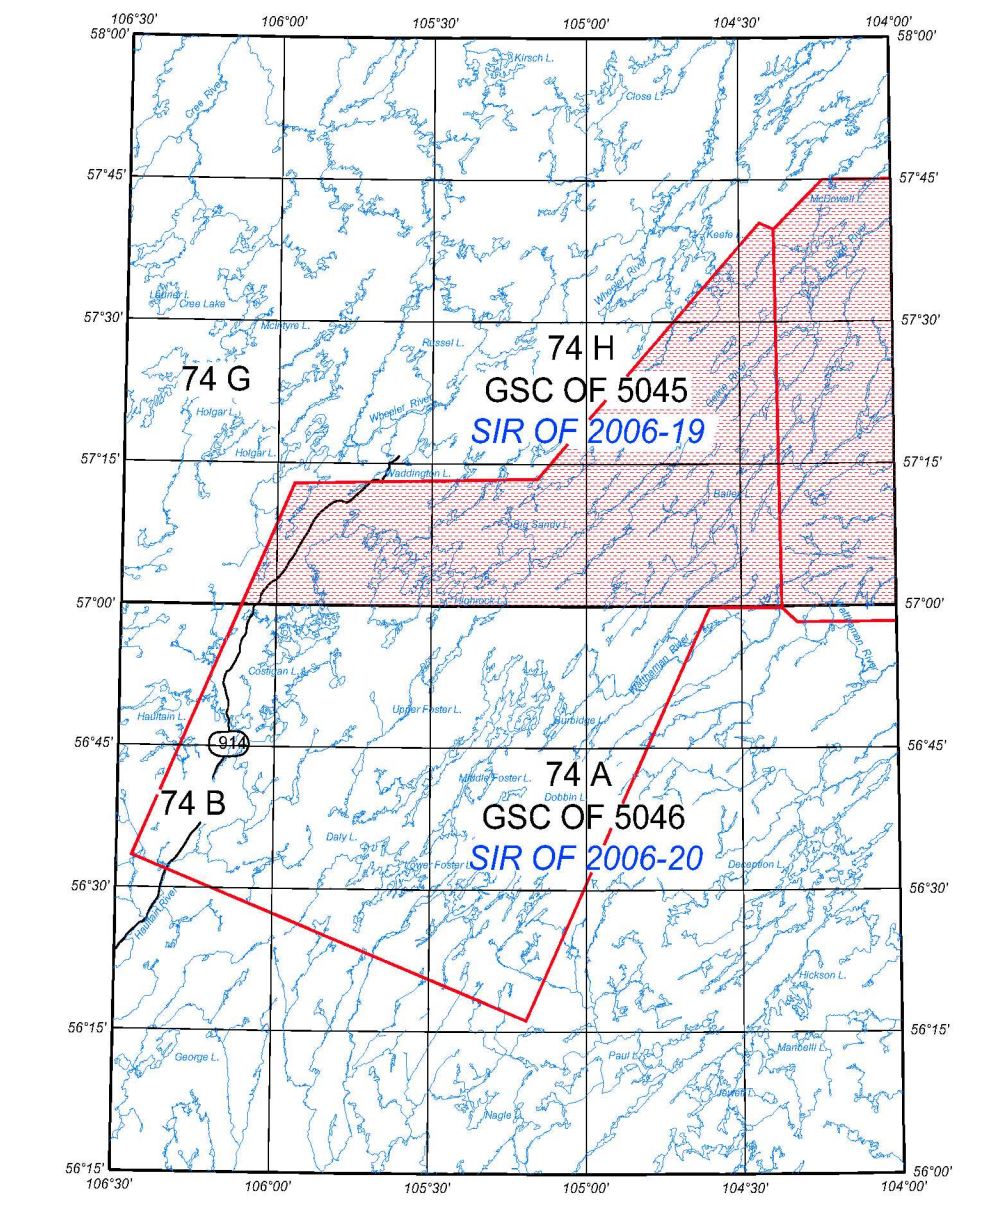 106°30' 106°00' 105°30' 105°00' 104°30' 104°00'
58°00' 58°00'
Kirsch L.
Cree River
Close L.
57°45' 57°45'
McDowell L.
Keefe
Wheeler River
Cree Lake
57°30' 57°30'
McIntyre L.
Russel L.
74 H
74 G
GSC OF 5045
Wheeler River
Holgar L.
SIR OF 2006-19
Holgar L.
57°15' 57°15'
Waddington L.
Bailey L.
Big Sandy L.
Highrock L.
57°00' 57°00'
River
River
Costigan L.
Upper Foster L.
Haultain L.
Burbidge L.
914
56°45' 56°45'
Middle Foster L.
74 A
Dobbin L.
74 B
GSC OF 5046
Daly L.
Lower Foster L.
SIR OF 2006-20
Deception L.
56°30' 56°30'
Haultain River
Hickson L.
56°15' 56°15'
George L.
Paul L.
Nagle L.
56°15' 56°00'
106°30' 106°00' 105°30' 105°00' 104°30' 104°00'